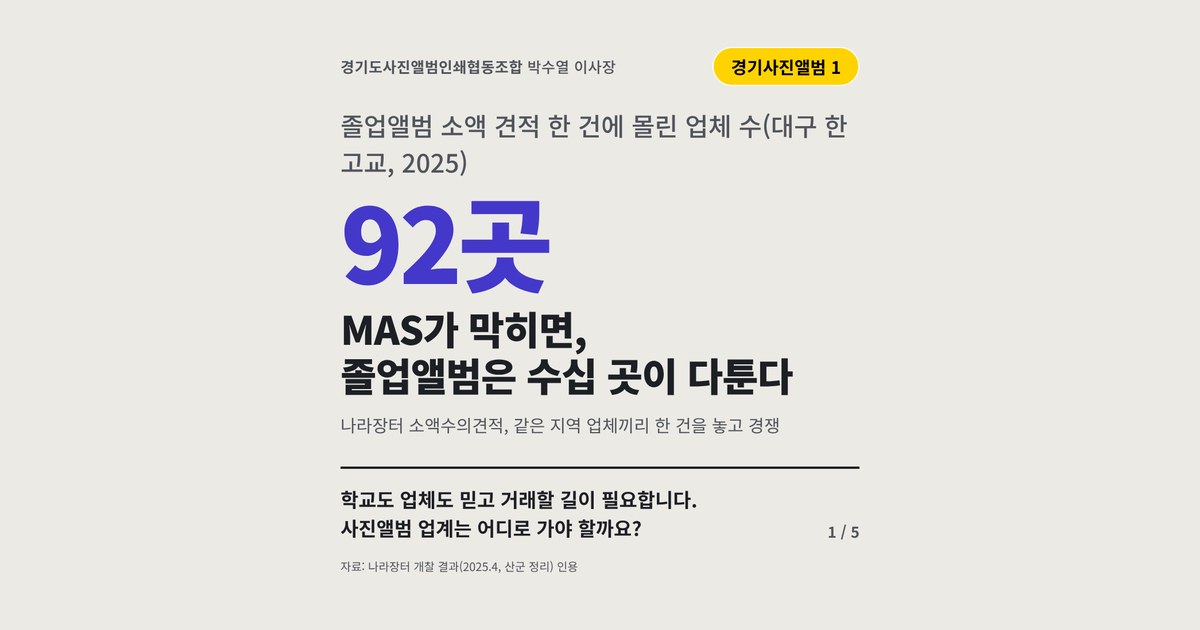 경기도사진앨범인쇄협동조합 박수열 이사장
경기사진앨범 1
졸업앨범 소액 견적 한 건에 몰린 업체 수(대구 한
고교, 2025)
92곳
MAS가 막히면,
졸업앨범은 수십 곳이 다툰다
나라장터 소액수의견적, 같은 지역 업체끼리 한 건을 놓고 경쟁
학교도 업체도 믿고 거래할 길이 필요합니다.
사진앨범 업계는 어디로 가야 할까요?
1 / 5
자료: 나라장터 개찰 결과(2025.4, 산군 정리) 인용